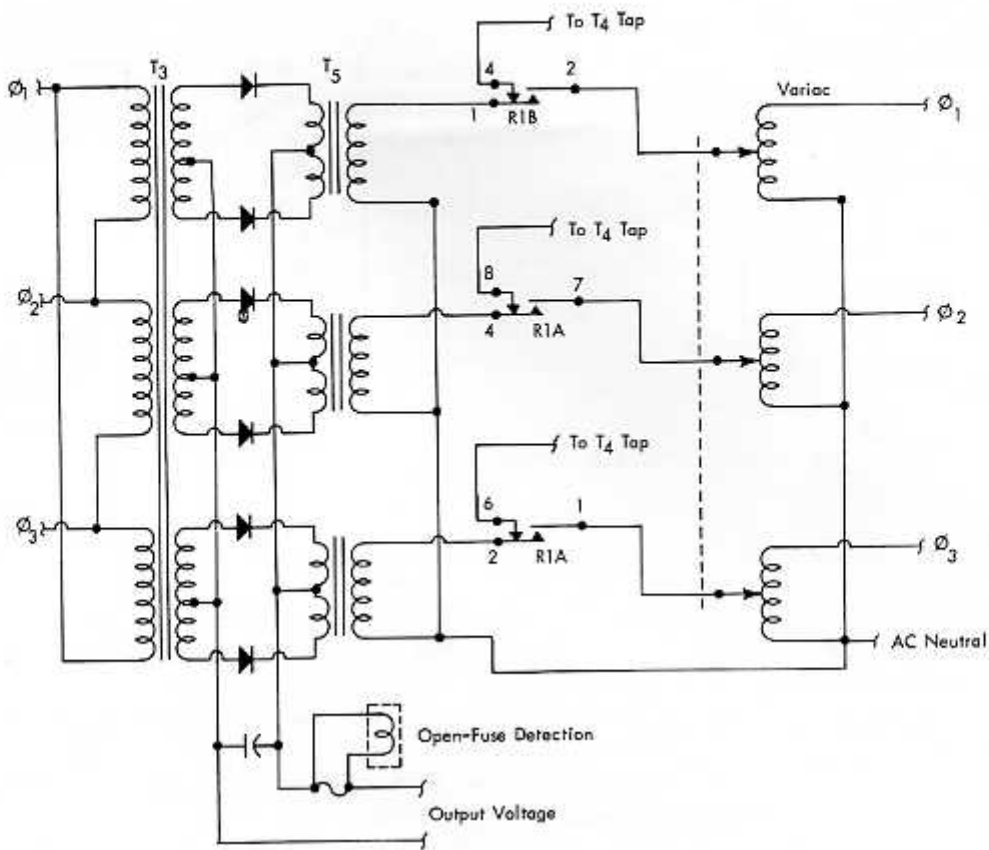 To T4 Tap
T3
T5
4
2
Variac
Ø1
Ø1
1
R1B
To T4 Tap
8
7
Ø2
Ø2
4
R1A
To T4 Tap
6
1
Ø3
Ø3
2
R1A
AC Neutral
Open-Fuse Detection
Output Voltage